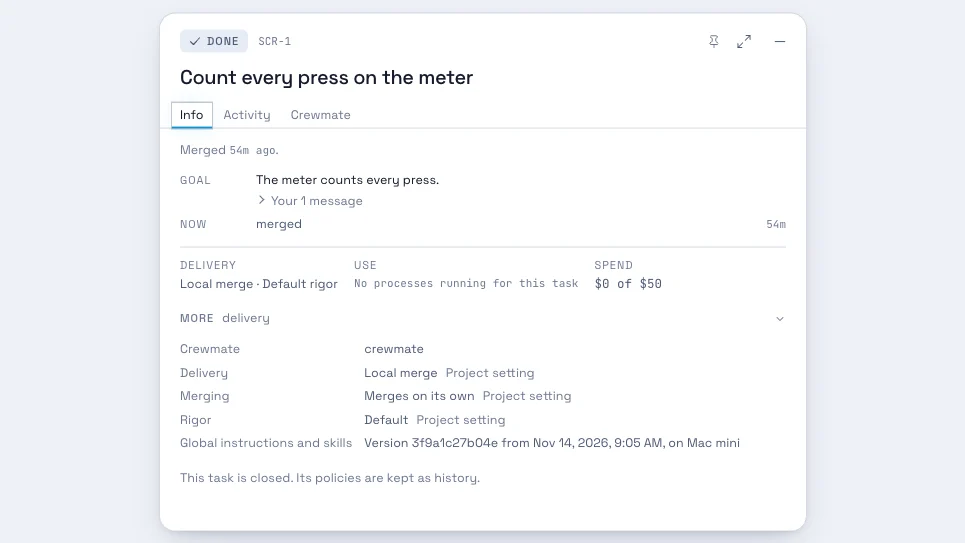 DONE SCR-1
Count every press on the meter
Info Activity Crewmate
Merged 54m ago.
GOAL The meter counts every press.
Your 1 message
NOW merged 54m
DELIVERY USE SPEND
Local merge · Default rigor No processes running for this task $0 of $50
MORE delivery
Crewmate crewmate
Delivery Local merge Project setting
Merging Merges on its own Project setting
Rigor Default Project setting
Global instructions and skills Version 3f9a1c27b04e from Nov 14, 2026, 9:05 AM, on Mac mini
This task is closed. Its policies are kept as history.